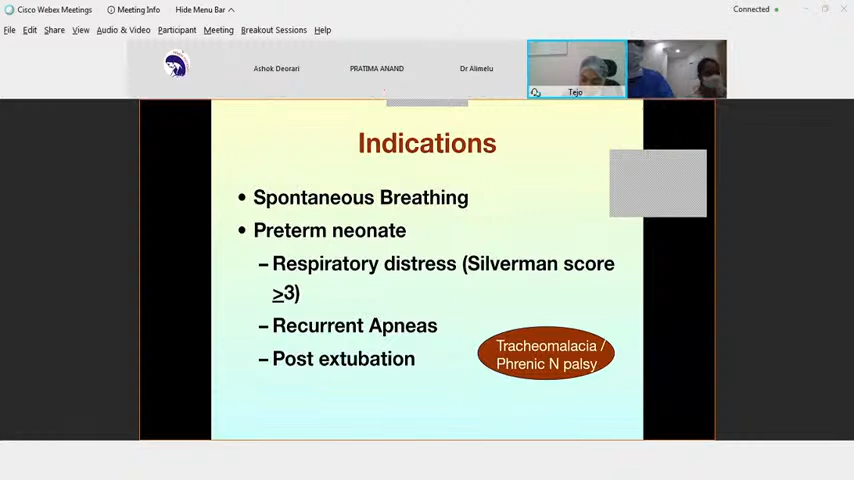 Cisco Webex Meetings
Meeting Info
Hide Menu Bar
Connected
File Edit Share View Audio & Video Participant Meeting Breakout Sessions Help
Ashok Deorari
PRATIMA ANAND
Dr Alimelu
Tejo
Indications
• Spontaneous Breathing
• Preterm neonate
– Respiratory distress (Silverman score
≥3)
– Recurrent Apneas
– Post extubation
Tracheomalacia /
Phrenic N palsy